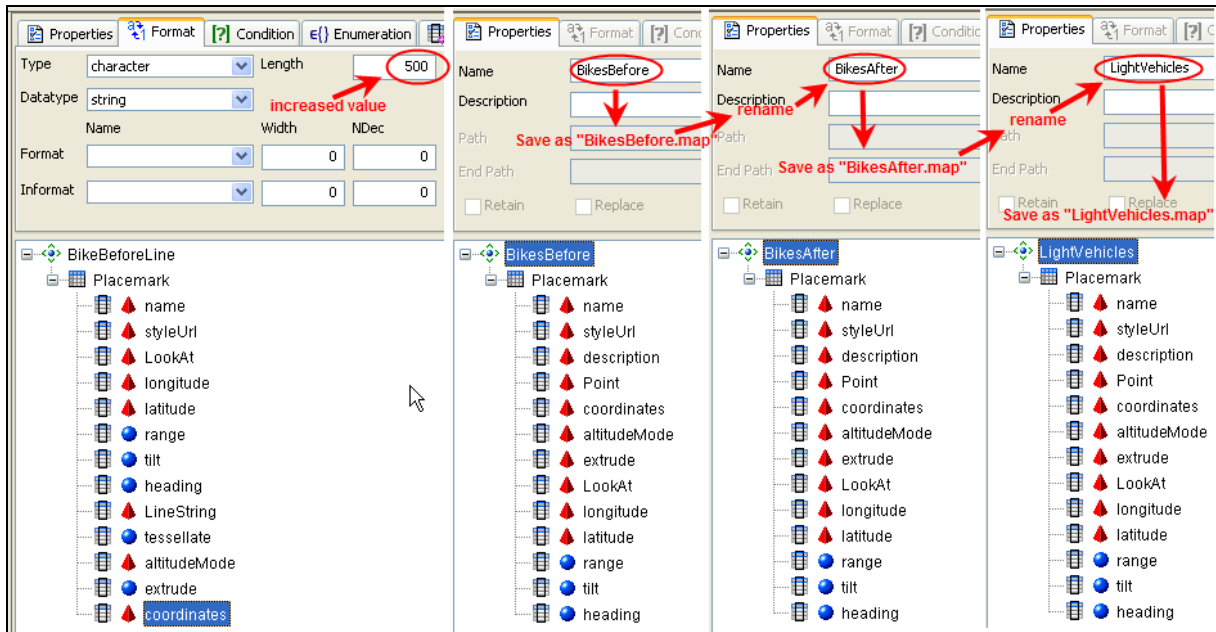 Properties Format [?] Condition ε{} Enumeration
Type character Length 500
Datatype string increased value
Name Width NDec
Format 0 0
Informat 0 0
BikeBeforeLine
Placemark
name
styleUrl
LookAt
longitude
latitude
range
tilt
heading
LineString
tessellate
altitudeMode
extrude
coordinates
Properties Format [?] Conc
Name BikesBefore
Description
Path Save as "BikesBefore.map"
End Path
Retain Replace
BikesBefore
Placemark
name
styleUrl
description
Point
coordinates
altitudeMode
extrude
LookAt
longitude
latitude
range
tilt
heading
Properties Format [?] Conditic
Name BikesAfter
Description
rename
Path
End Path Save as "BikesAfter.map"
Retain Replace
BikesAfter
Placemark
name
styleUrl
description
Point
coordinates
altitudeMode
extrude
LookAt
longitude
latitude
range
tilt
heading
Properties Format [?] C
Name LightVehicles
Description
rename
Path
End Path
Retain Replace
Save as "LightVehicles.map"
LightVehicles
Placemark
name
styleUrl
description
Point
coordinates
altitudeMode
extrude
LookAt
longitude
latitude
range
tilt
heading